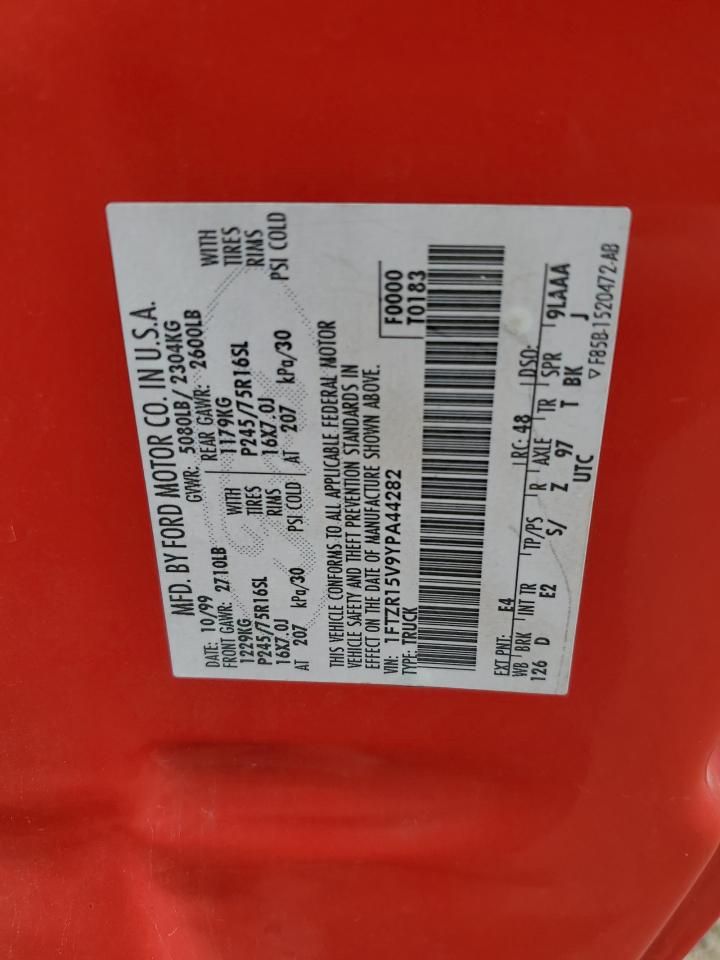 MFD. BY FORD MOTOR CO. IN U.S.A.
DATE: 10/99 GVWR: 5080LB/ 2304KG
FRONT GAWR: 2710LB REAR GAWR: 2600LB
1229KG WITH 1179KG WITH
P245/75R16SL TIRES P245/75R16SL TIRES
16X7.0J RIMS 16X7.0J RIMS
AT 207 kPa/30 PSI COLD AT 207 kPa/30 PSI COLD
THIS VEHICLE CONFORMS TO ALL APPLICABLE FEDERAL MOTOR
VEHICLE SAFETY AND THEFT PREVENTION STANDARDS IN
EFFECT ON THE DATE OF MANUFACTURE SHOWN ABOVE.
VIN: 1FTZR15V9YPA44282 F0000
TYPE: TRUCK T0183
EXT PNT: E4 RC: 48 DSO:
WB BRK INT TR TP/PS R AXLE TR SPR 9LAAA
126 D E2 S/ Z 97 T BK J
UTC ▽ F85B-1520472-AB